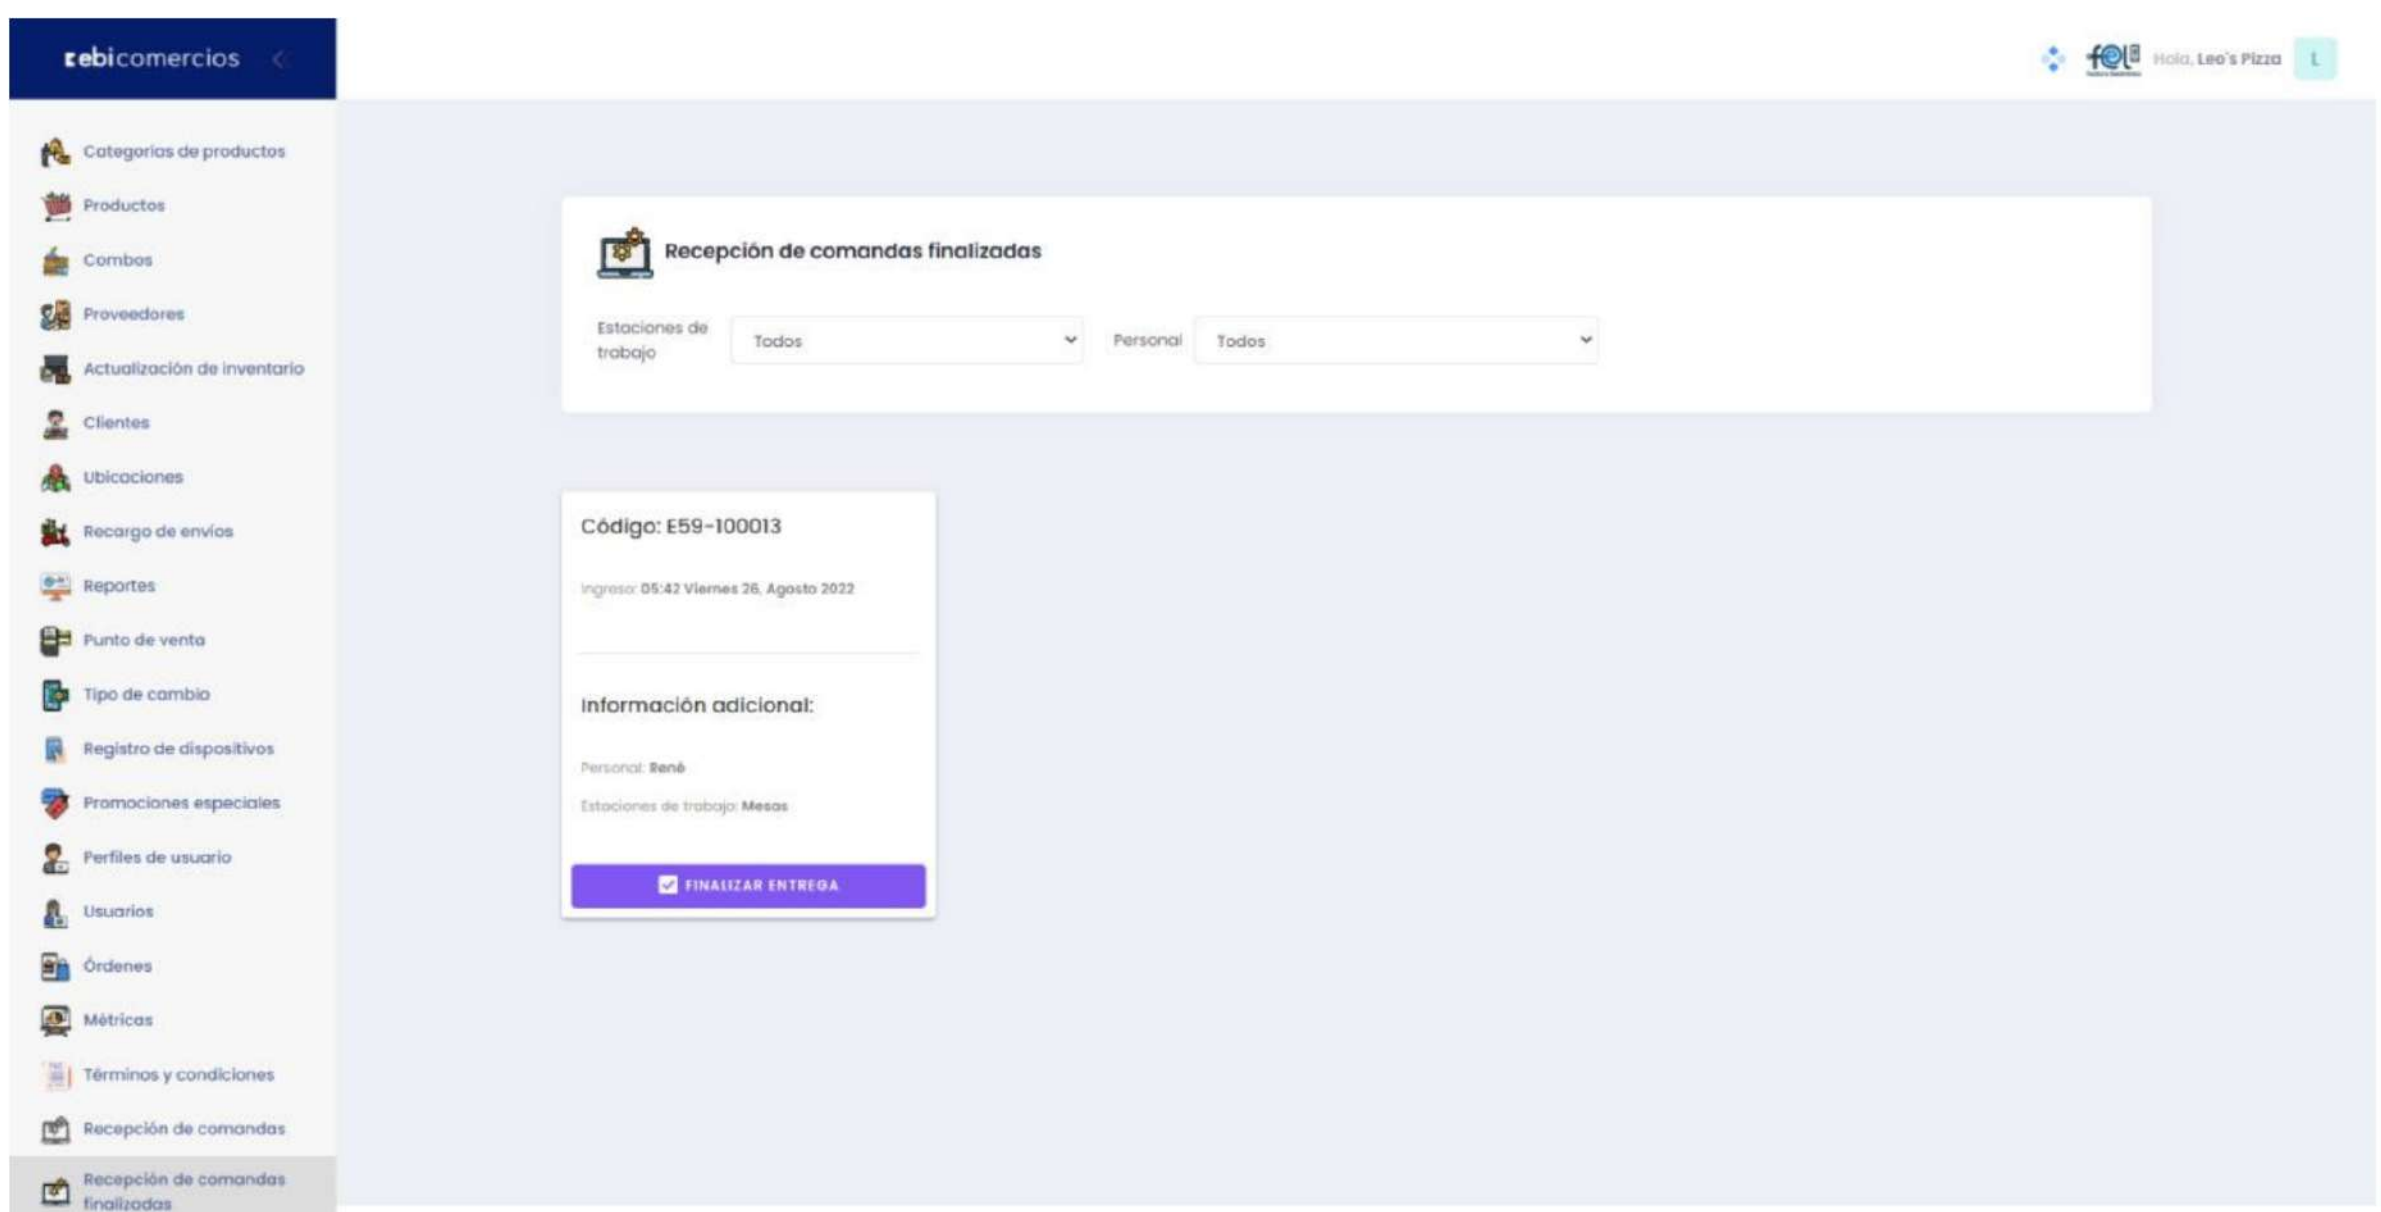 ebicomercios
fel
Hola, Leo's Pizza
L
Categorías de productos
Productos
Combos
Proveedores
Actualización de inventario
Clientes
Ubicaciones
Recargo de envíos
Reportes
Punto de venta
Tipo de cambio
Registro de dispositivos
Promociones especiales
Perfiles de usuario
Usuarios
Órdenes
Métricas
Términos y condiciones
Recepción de comandas
Recepción de comandas
finalizadas
Recepción de comandas finalizadas
Estaciones de
trabajo
Todos
Personal
Todos
Código: E59-100013
Ingreso: 05:42 Viernes 26, Agosto 2022
Información adicional:
Personal: René
Estaciones de trabajo: Mesas
FINALIZAR ENTREGA